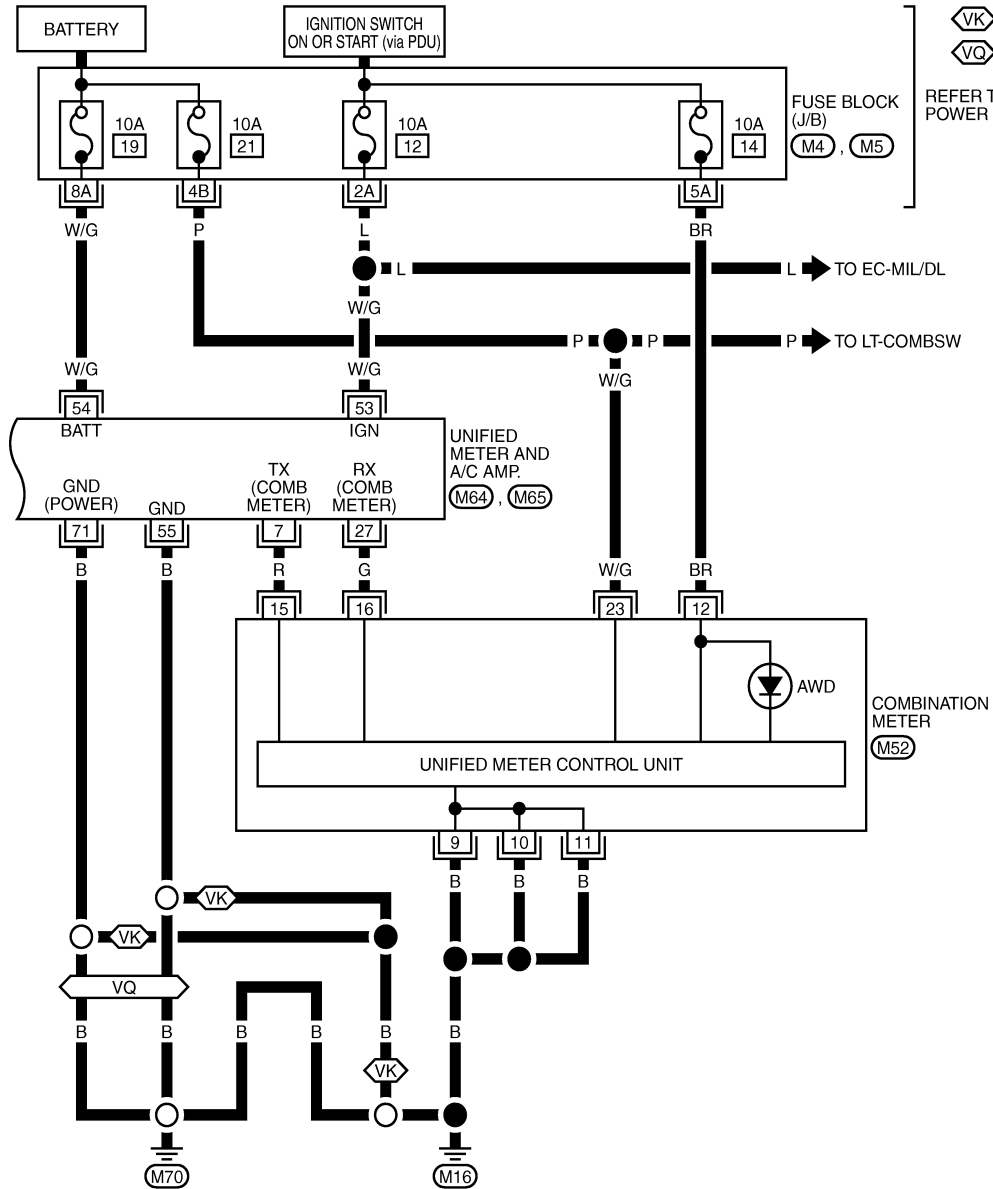 BATTERY
IGNITION SWITCH
ON OR START (via PDU)
VK
VQ
REFER T
POWER
10A
19
10A
21
10A
12
10A
14
FUSE BLOCK
(J/B)
M4 , M5
8A
4B
2A
5A
W/G
P
L
BR
L
L
TO EC-MIL/DL
W/G
P
P
P
TO LT-COMBSW
W/G
W/G
W/G
54
53
BATT
IGN
UNIFIED
METER AND
A/C AMP.
M64 , M65
GND
(POWER)
GND
TX
(COMB
METER)
RX
(COMB
METER)
71
55
7
27
B
B
R
G
W/G
BR
15
16
23
12
AWD
COMBINATION
METER
M52
UNIFIED METER CONTROL UNIT
9
10
11
B
B
B
VK
VK
VQ
B
B
B
B
B
B
VK
M70
M16